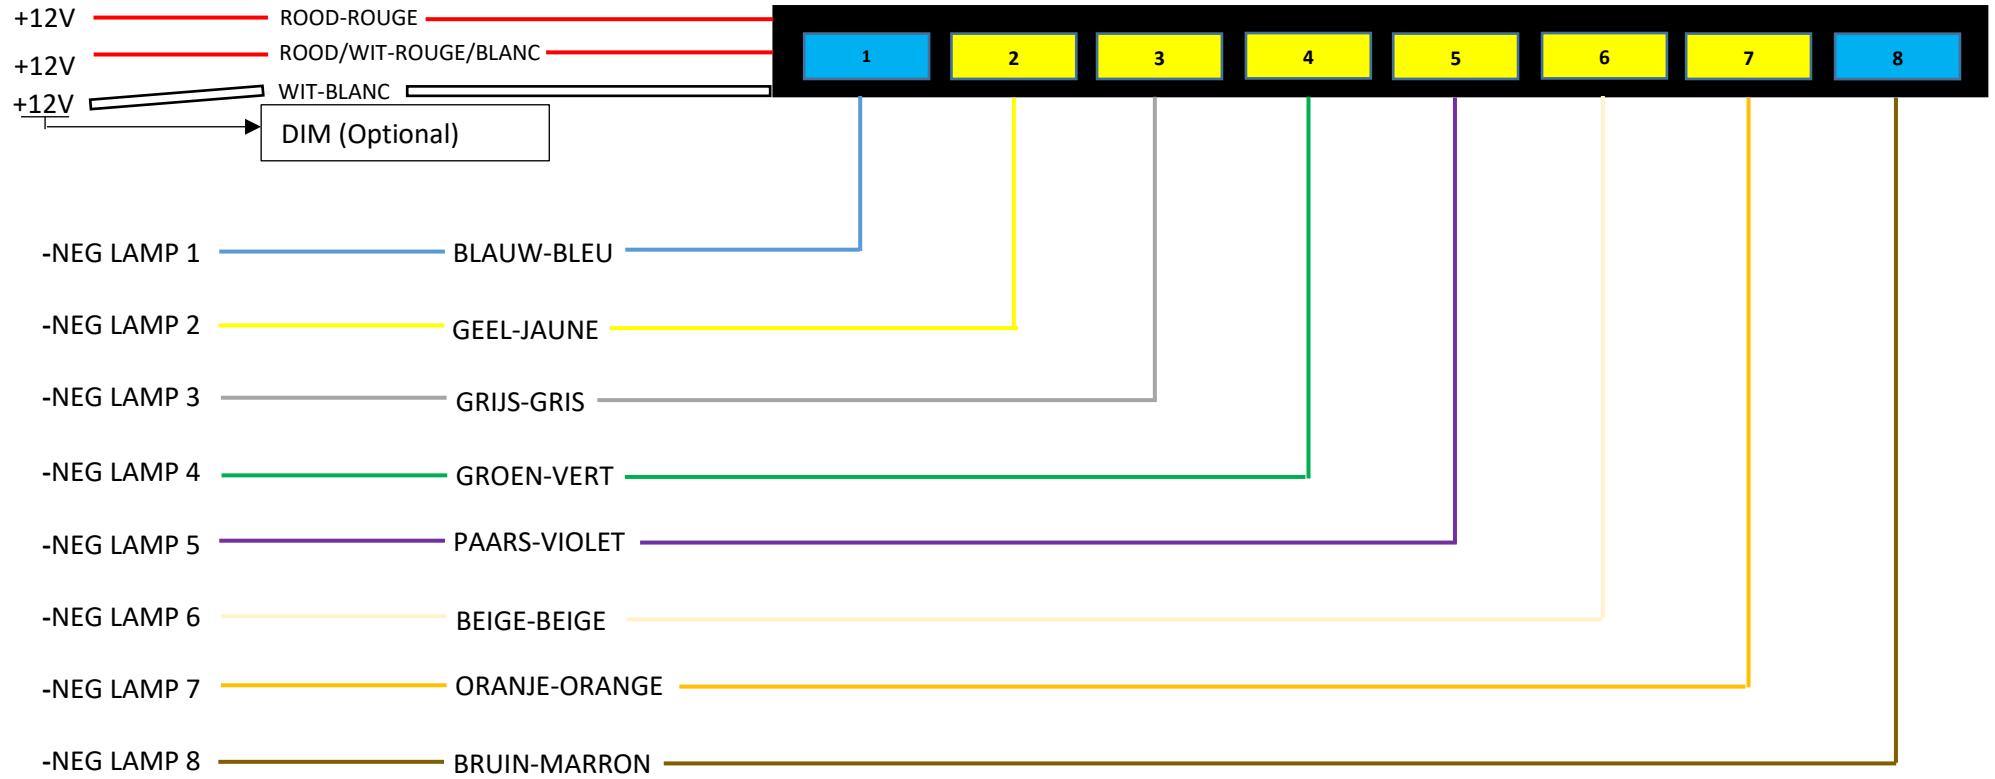 +12V ROOD-ROUGE
+12V ROOD/WIT-ROUGE/BLANC
+12V WIT-BLANC
DIM (Optional)
1 2 3 4 5 6 7 8
-NEG LAMP 1 BLAUW-BLEU
-NEG LAMP 2 GEEL-JAUNE
-NEG LAMP 3 GRIJS-GRIS
-NEG LAMP 4 GROEN-VERT
-NEG LAMP 5 PAARS-VIOLET
-NEG LAMP 6 BEIGE-BEIGE
-NEG LAMP 7 ORANJE-ORANGE
-NEG LAMP 8 BRUIN-MARRON